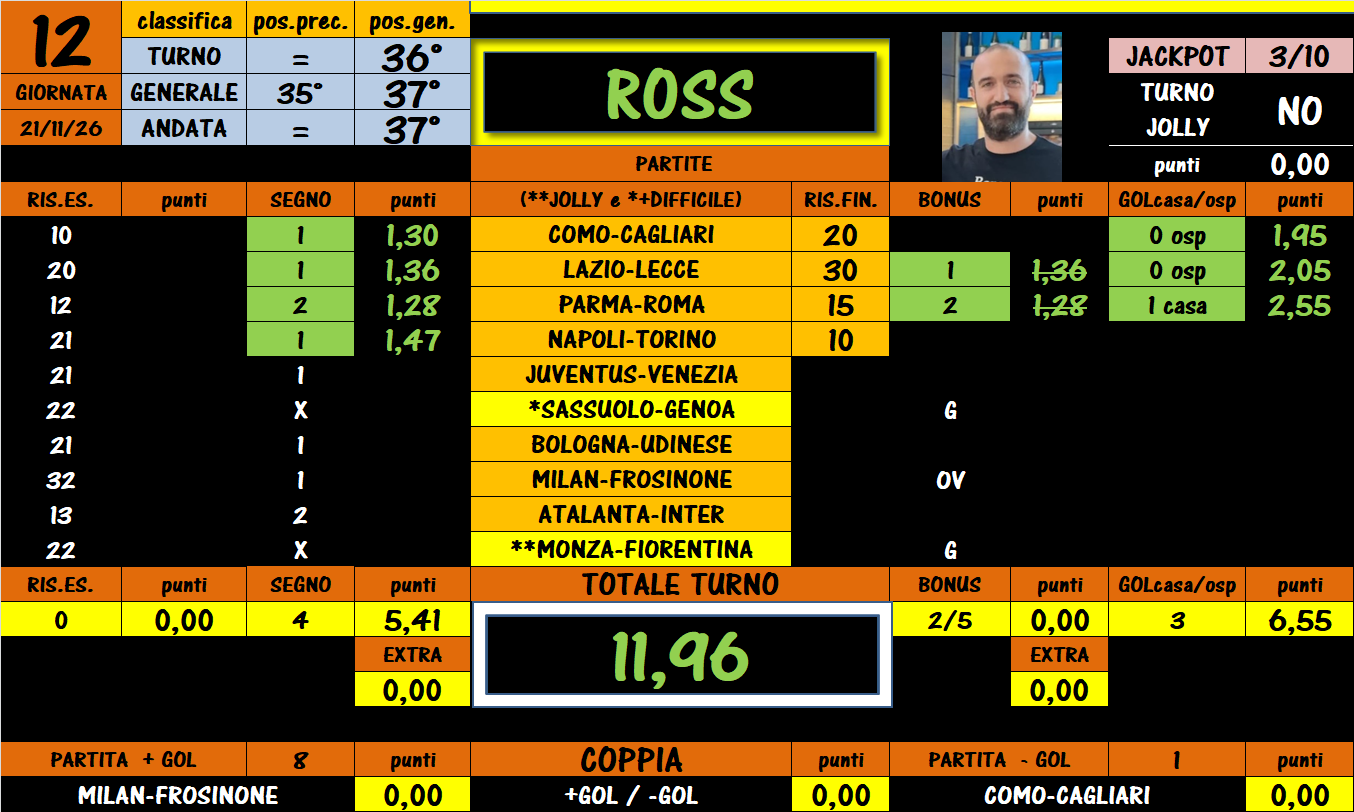 12 classifica pos.prec. pos.gen.
TURNO = 36°
ROSS
JACKPOT 3/10
GIORNATA GENERALE 35° 37°
TURNO JOLLY NO
21/11/26 ANDATA = 37°
PARTITE
punti 0,00
RIS.ES. punti SEGNO punti (**JOLLY e *+DIFFICILE) RIS.FIN. BONUS punti GOLcasa/osp punti
10 1 1,30 COMO-CAGLIARI 20 0 osp 1,95
20 1 1,36 LAZIO-LECCE 30 1 1,36 0 osp 2,05
12 2 1,28 PARMA-ROMA 15 2 1,28 1 casa 2,55
21 1 1,47 NAPOLI-TORINO 10
21 1 JUVENTUS-VENEZIA
22 X *SASSUOLO-GENOA G
21 1 BOLOGNA-UDINESE
32 1 MILAN-FROSINONE OV
13 2 ATALANTA-INTER
22 X **MONZA-FIORENTINA G
RIS.ES. punti SEGNO punti TOTALE TURNO BONUS punti GOLcasa/osp punti
0 0,00 4 5,41 11,96 2/5 0,00 3 6,55
EXTRA EXTRA
0,00 0,00
PARTITA + GOL 8 punti COPPIA punti PARTITA - GOL 1 punti
MILAN-FROSINONE 0,00 +GOL / -GOL 0,00 COMO-CAGLIARI 0,00